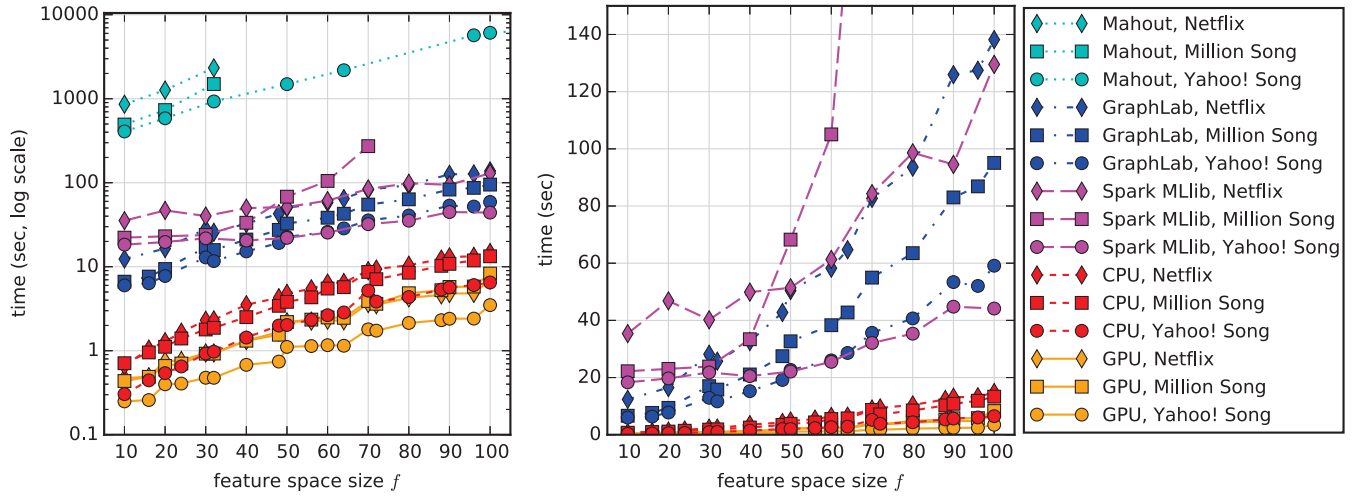 10000
1000
100
10
1
0.1
time (sec, log scale)
10 20 30 40 50 60 70 80 90 100
feature space size f
140
120
100
80
60
40
20
0
time (sec)
10 20 30 40 50 60 70 80 90 100
feature space size f
Mahout, Netflix
Mahout, Million Song
Mahout, Yahoo! Song
GraphLab, Netflix
GraphLab, Million Song
GraphLab, Yahoo! Song
Spark MLlib, Netflix
Spark MLlib, Million Song
Spark MLlib, Yahoo! Song
CPU, Netflix
CPU, Million Song
CPU, Yahoo! Song
GPU, Netflix
GPU, Million Song
GPU, Yahoo! Song